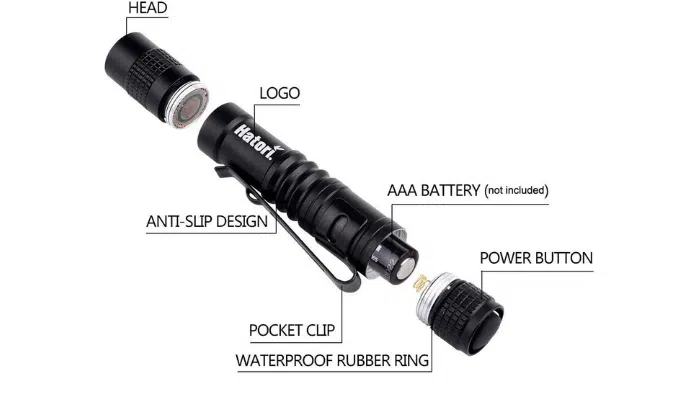 HEAD
LOGO
Hatori
AAA BATTERY (not included)
ANTI-SLIP DESIGN
POWER BUTTON
POCKET CLIP
WATERPROOF RUBBER RING